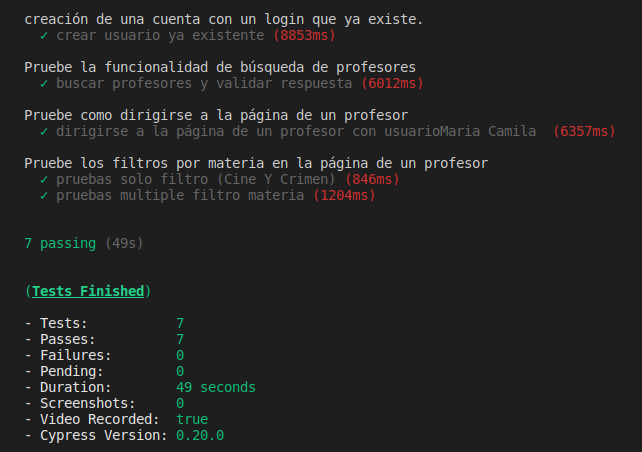 creación de una cuenta con un login que ya existe.
✓ crear usuario ya existente (8853ms)
Pruebe la funcionalidad de búsqueda de profesores
✓ buscar profesores y validar respuesta (6012ms)
Pruebe como dirigirse a la página de un profesor
✓ dirigirse a la página de un profesor con usuarioMaria Camila  (6357ms)
Pruebe los filtros por materia en la página de un profesor
✓ pruebas solo filtro (Cine Y Crimen) (846ms)
✓ pruebas multiple filtro materia (1204ms)
7 passing (49s)
(Tests Finished)
- Tests: 7
- Passes: 7
- Failures: 0
- Pending: 0
- Duration: 49 seconds
- Screenshots: 0
- Video Recorded: true
- Cypress Version: 0.20.0